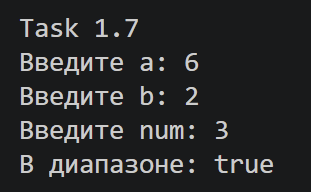 Task 1.7
Введите a: 6
Введите b: 2
Введите num: 3
В диапазоне: true